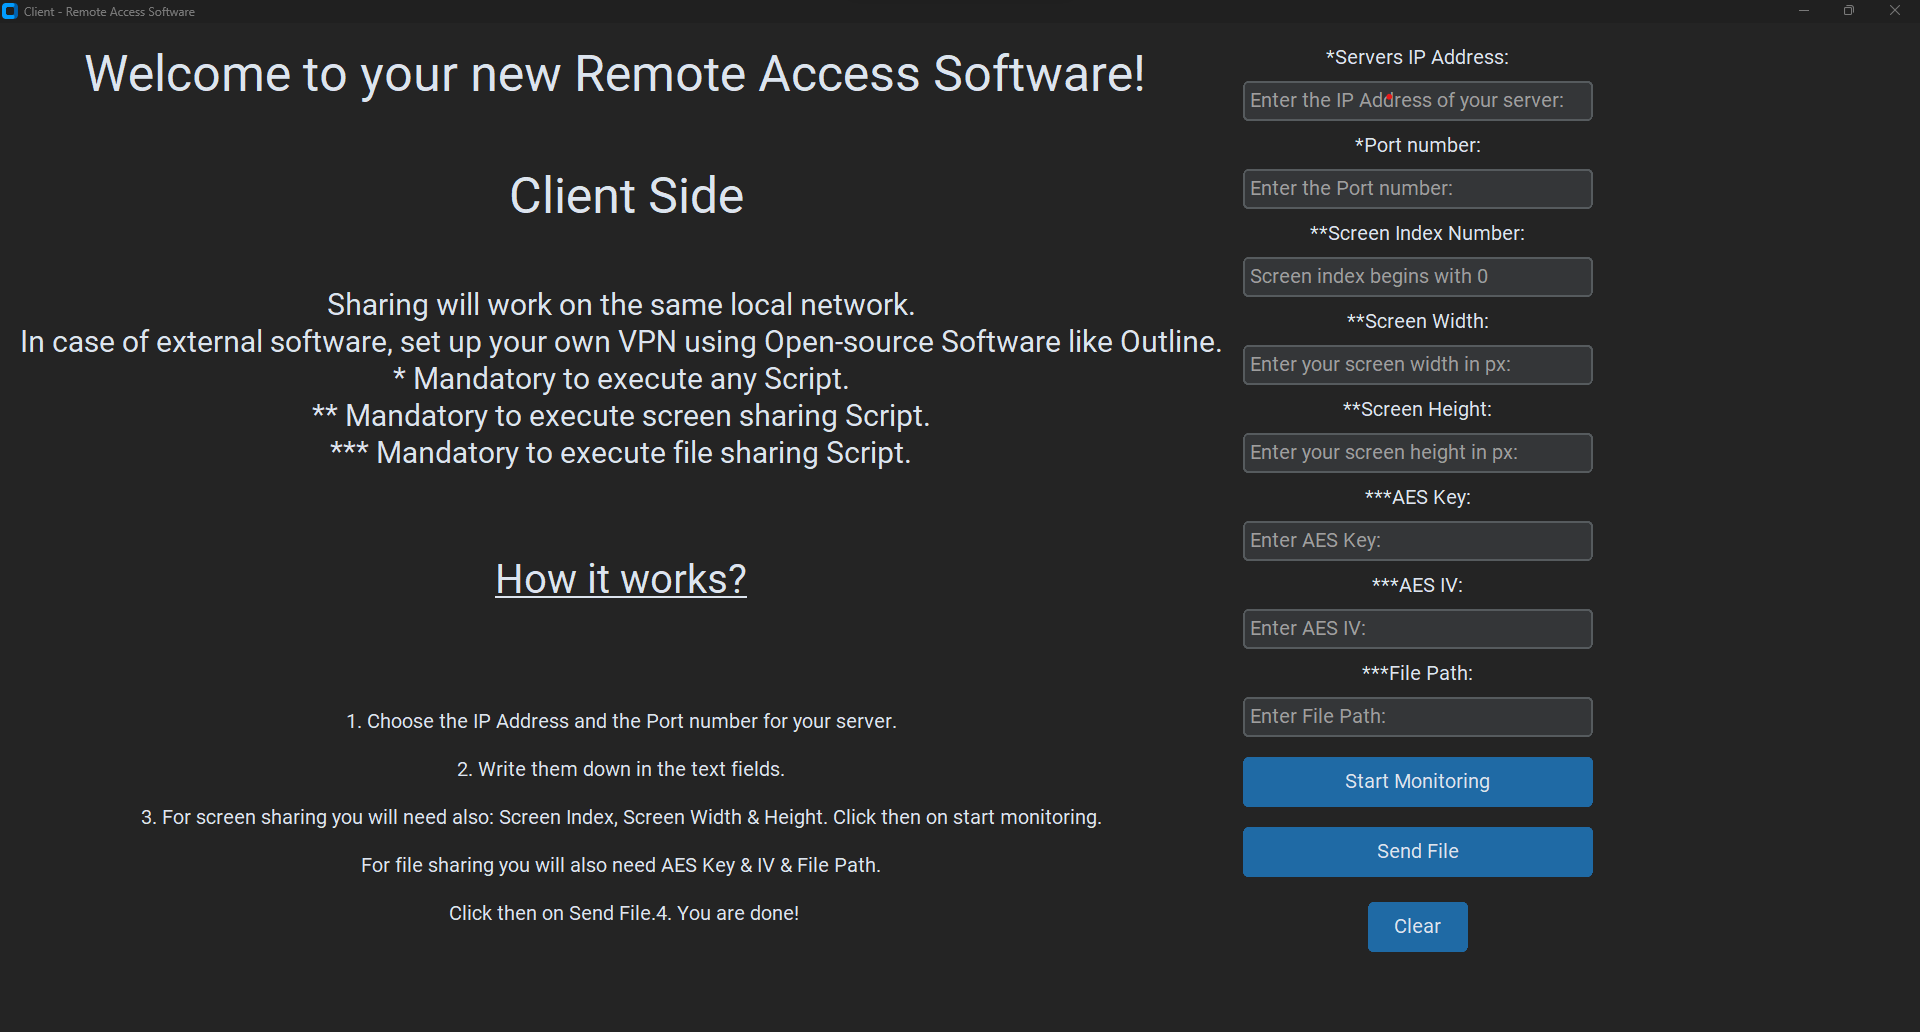 Client - Remote Access Software
Welcome to your new Remote Access Software!
Client Side
Sharing will work on the same local network.
In case of external software, set up your own VPN using Open-source Software like Outline.
* Mandatory to execute any Script.
** Mandatory to execute screen sharing Script.
*** Mandatory to execute file sharing Script.
How it works?
1. Choose the IP Address and the Port number for your server.
2. Write them down in the text fields.
3. For screen sharing you will need also: Screen Index, Screen Width & Height. Click then on start monitoring.
For file sharing you will also need AES Key & IV & File Path.
Click then on Send File.4. You are done!
*Servers IP Address:
Enter the IP Address of your server:
*Port number:
Enter the Port number:
**Screen Index Number:
Screen index begins with 0
**Screen Width:
Enter your screen width in px:
**Screen Height:
Enter your screen height in px:
***AES Key:
Enter AES Key:
***AES IV:
Enter AES IV:
***File Path:
Enter File Path:
Start Monitoring
Send File
Clear